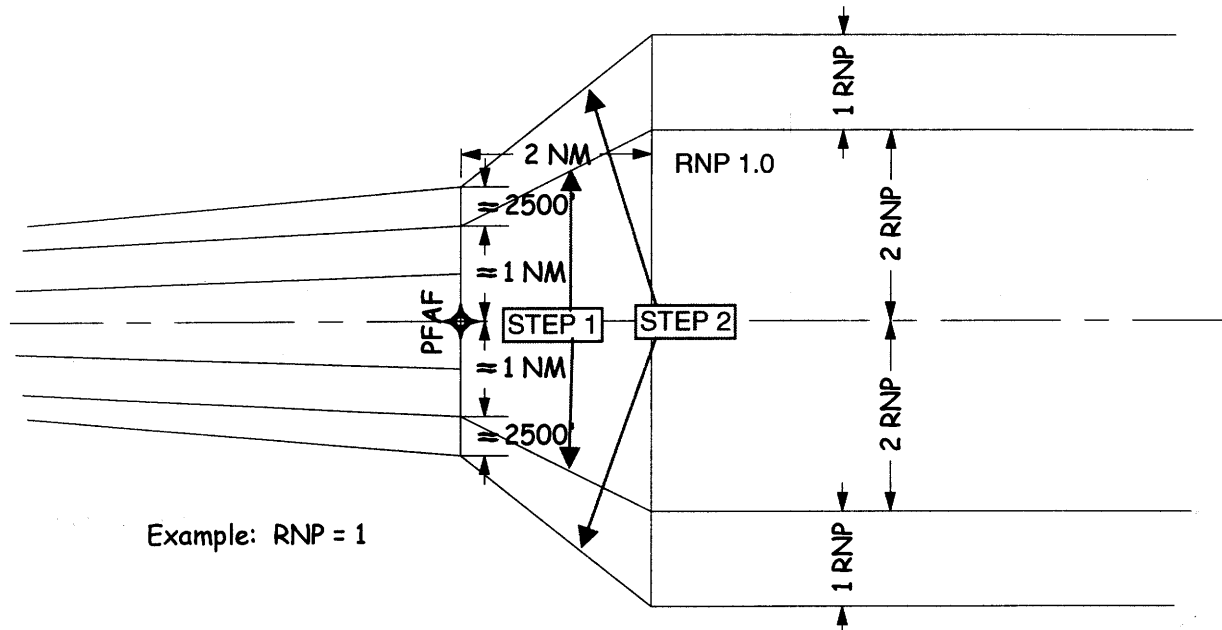 1 RNP
2 NM
RNP 1.0
≈ 2500'
2 RNP
≈ 1 NM
PFAF
STEP 1
STEP 2
≈ 1 NM
2 RNP
≈ 2500'
Example: RNP = 1
1 RNP